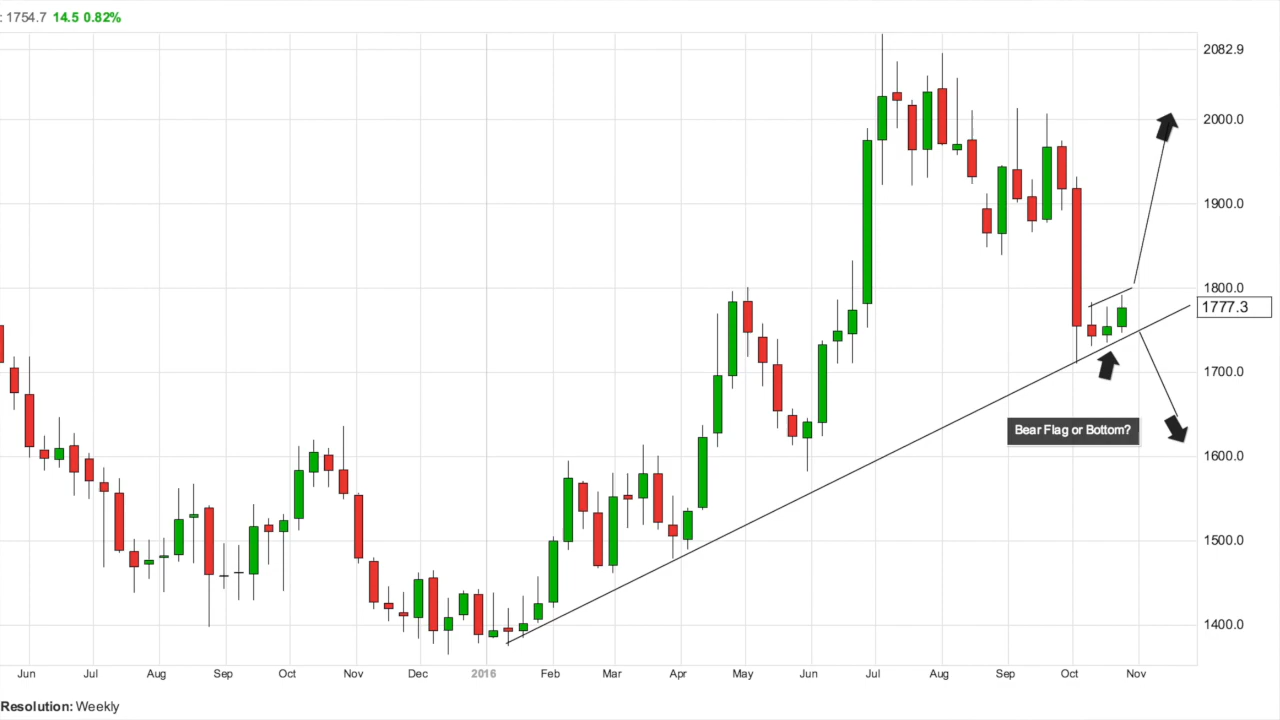 : 1754.7 14.5 0.82%
2082.9
2000.0
1900.0
1800.0
1777.3
1700.0
Bear Flag or Bottom?
1600.0
1500.0
1400.0
Jun Jul Aug Sep Oct Nov Dec 2016 Feb Mar Apr May Jun Jul Aug Sep Oct Nov
Resolution: Weekly